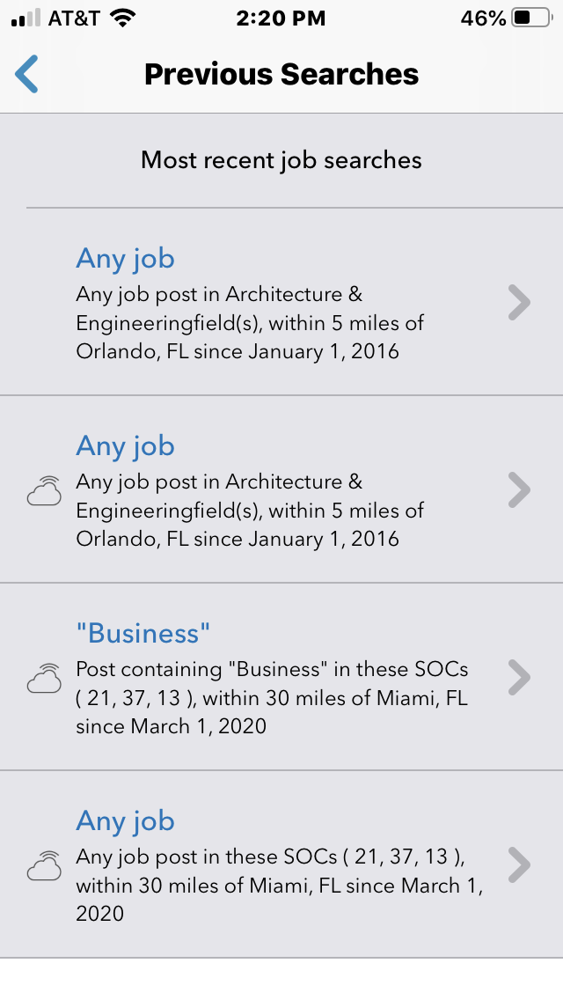 AT&T 2:20 PM 46%
Previous Searches
Most recent job searches
Any job
Any job post in Architecture &
Engineeringfield(s), within 5 miles of
Orlando, FL since January 1, 2016
Any job
Any job post in Architecture &
Engineeringfield(s), within 5 miles of
Orlando, FL since January 1, 2016
"Business"
Post containing "Business" in these SOCs
( 21, 37, 13 ), within 30 miles of Miami, FL
since March 1, 2020
Any job
Any job post in these SOCs ( 21, 37, 13 ),
within 30 miles of Miami, FL since March 1,
2020